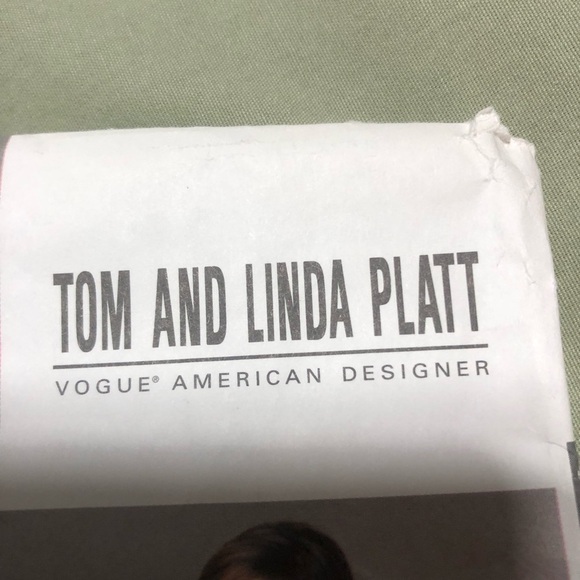 TOM AND LINDA PLATT
VOGUE® AMERICAN DESIGNER